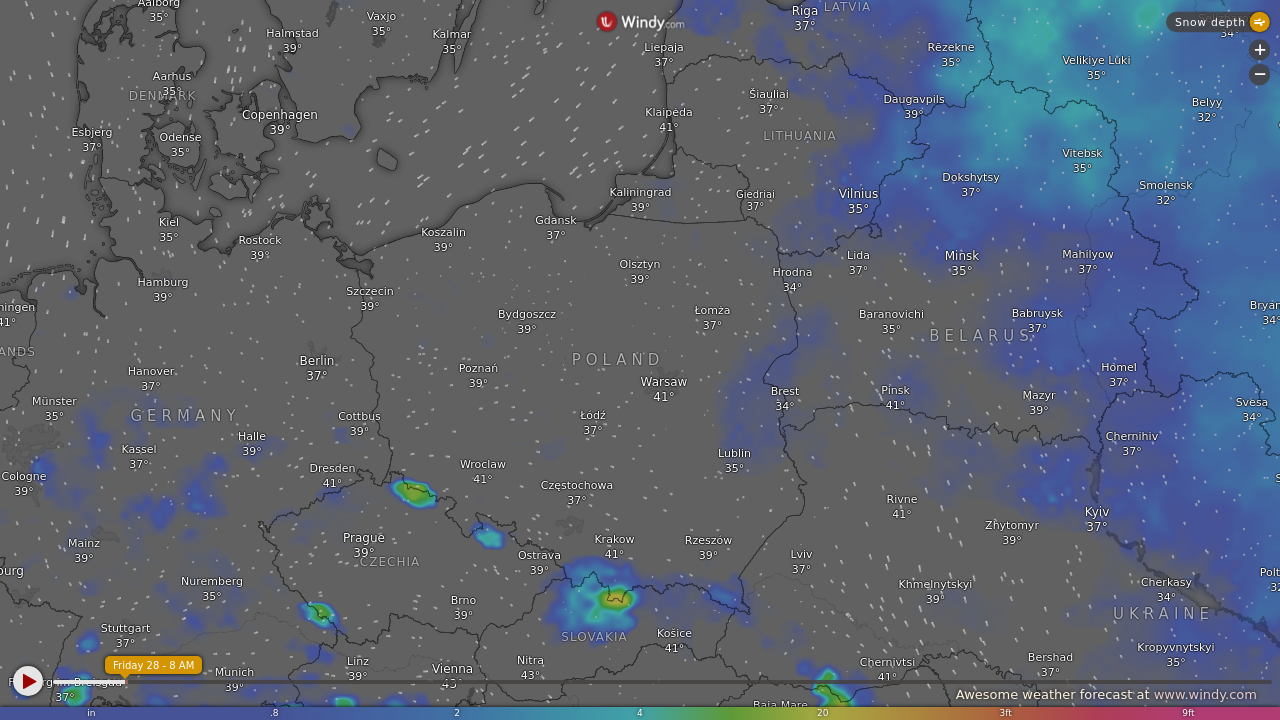 Aalborg
35°
Vaxjo
35°
Riga
37°
LATVIA
34°
Halmstad
39°
Kalmar
35°
Windy.com
Snow depth
Liepaja
37°
Rēzekne
35°
Velikiye Luki
35°
Aarhus
35°
DENMARK
Šiauliai
37°
Daugavpils
39°
Belyy
32°
Copenhagen
39°
Klaipėda
41°
Esbjerg
37°
Odense
35°
LITHUANIA
Vitebsk
35°
Dokshytsy
37°
Smolensk
32°
Kaliningrad
39°
Giedriai
37°
Vilnius
35°
Kiel
35°
Rostock
39°
Koszalin
39°
Gdansk
37°
Lida
37°
Minsk
35°
Mahilyow
37°
Olsztyn
39°
Hrodna
34°
Hamburg
39°
Szczecin
39°
ningen
41°
Bydgoszcz
39°
Łomża
37°
Baranovichi
35°
Babruysk
37°
Bryan
34°
BELARUS
ANDS
POLAND
Berlin
37°
Hanover
37°
Poznań
39°
Warsaw
41°
Homel
37°
Brest
34°
Pinsk
41°
Mazyr
39°
Münster
35°
GERMANY
Cottbus
39°
Łódź
37°
Svesa
34°
Halle
39°
Kassel
37°
Chernihiv
37°
Lublin
35°
Cologne
39°
Dresden
41°
Wroclaw
41°
Częstochowa
37°
Rivne
41°
Kyiv
37°
Zhytomyr
39°
Mainz
39°
Prague
39°
CZECHIA
Krakow
41°
Rzeszów
39°
Ostrava
39°
Lviv
37°
burg
Nuremberg
35°
Khmelnytskyi
39°
Cherkasy
34°
Polt
32
Brno
39°
UKRAINE
Stuttgart
37°
SLOVAKIA
Košice
41°
Kropyvnytskyi
35°
Friday 28 - 8 AM
Linz
39°
Vienna
43°
Nitra
43°
Chernivtsi
41°
Bershad
37°
Munich
39°
37°
Awesome weather forecast at www.windy.com
Baia Mare
in .8 2 4 20 3ft 9ft